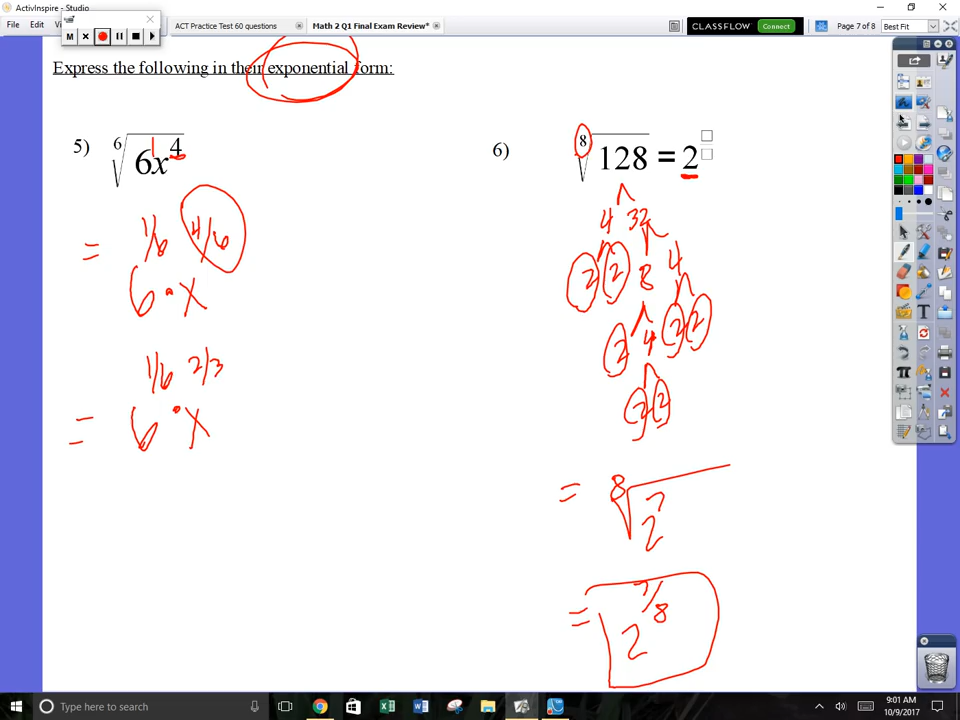 ActivInspire - Studio
File Edit
ACT Practice Test 60 questions
Math 2 Q1 Final Exam Review*
CLASSFLOW Connect
Page 7 of 8
Best Fit
M
Express the following in their exponential form:
5) ⁶√6x⁴
1
= 6^1/6 • x^4/6
= 6^1/6 • x^2/3
6) ⁸√128 = 2
4 32
2 2 8 4
2 4 2 2
2 2
= ⁸√2⁷
= 2^7/8
Type here to search
9:01 AM
10/9/2017